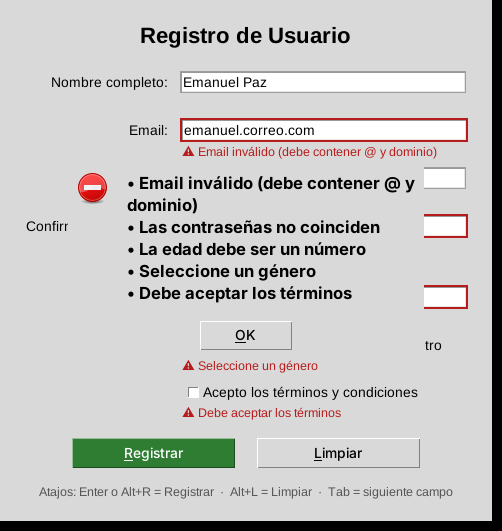 Registro de Usuario
Nombre completo: Emanuel Paz
Email: emanuel.correo.com
Email inválido (debe contener @ y dominio)
• Email inválido (debe contener @ y
dominio)
• Las contraseñas no coinciden
Confirr
• La edad debe ser un número
• Seleccione un género
• Debe aceptar los términos
OK
tro
Seleccione un género
Acepto los términos y condiciones
Debe aceptar los términos
Registrar Limpiar
Atajos: Enter o Alt+R = Registrar · Alt+L = Limpiar · Tab = siguiente campo